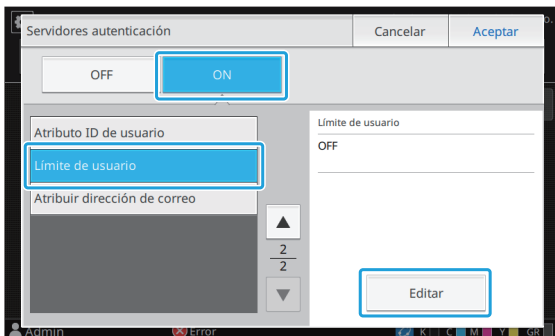 Servidores autenticación
Cancelar
Aceptar
OFF
ON
Atributo ID de usuario
Límite de usuario
Atribuir dirección de correo
2
2
Límite de usuario
OFF
Editar
Admin
Error
K C M Y GR